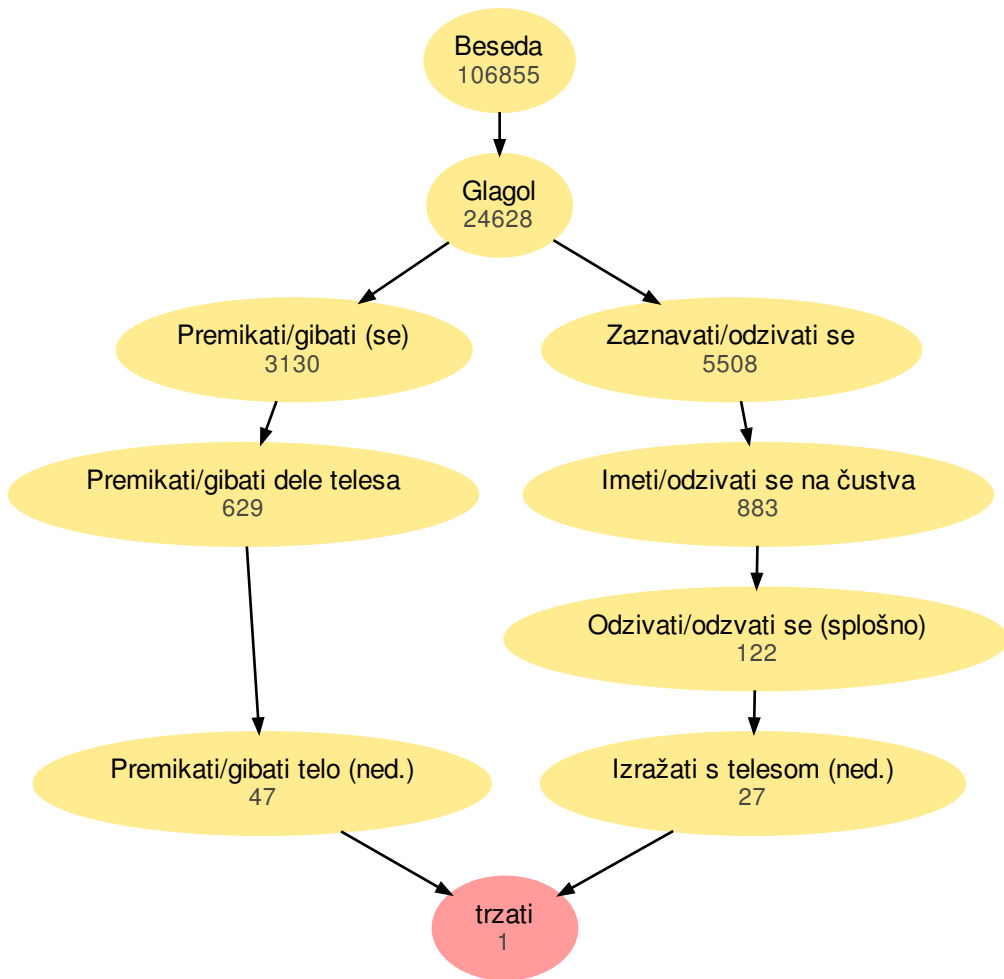 Beseda
106855
Glagol
24628
Premikati/gibati (se)
3130
Zaznavati/odzivati se
5508
Premikati/gibati dele telesa
629
Imeti/odzivati se na čustva
883
Odzivati/odzvati se (splošno)
122
Premikati/gibati telo (ned.)
47
Izražati s telesom (ned.)
27
trzati
1